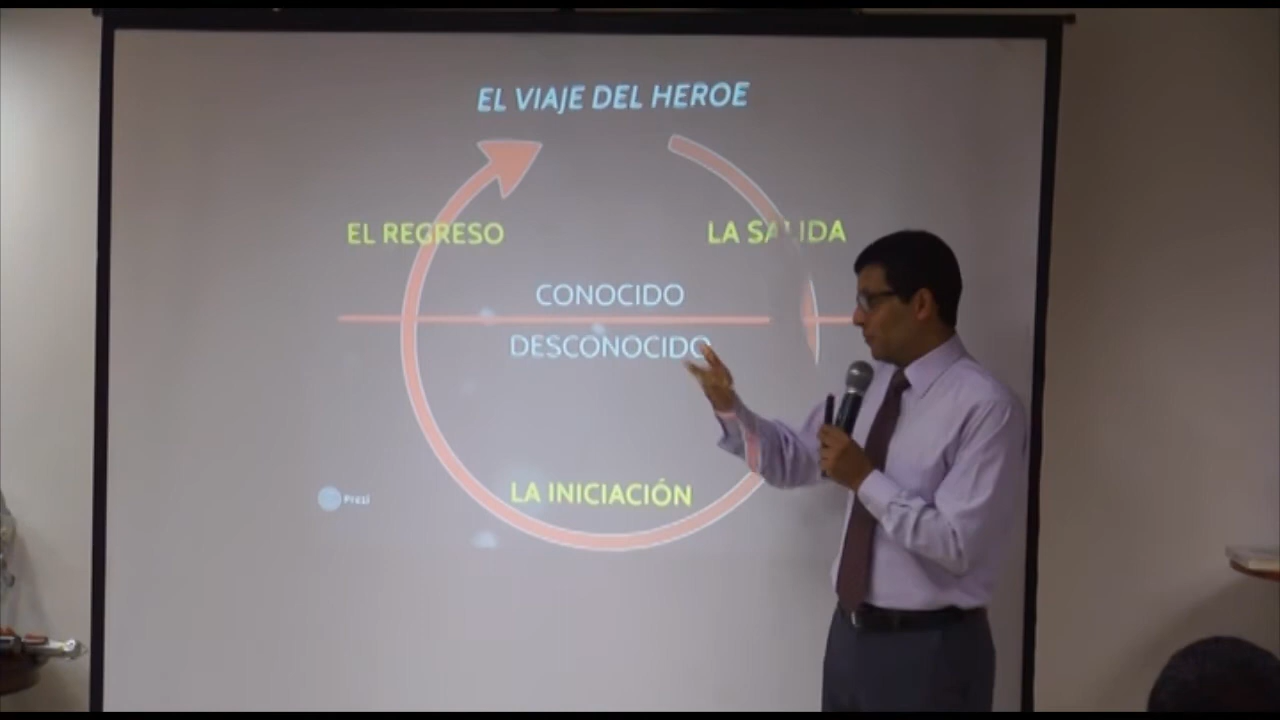 EL VIAJE DEL HEROE
EL REGRESO
LA SALIDA
CONOCIDO
DESCONOCIDO
LA INICIACIÓN
Prezi